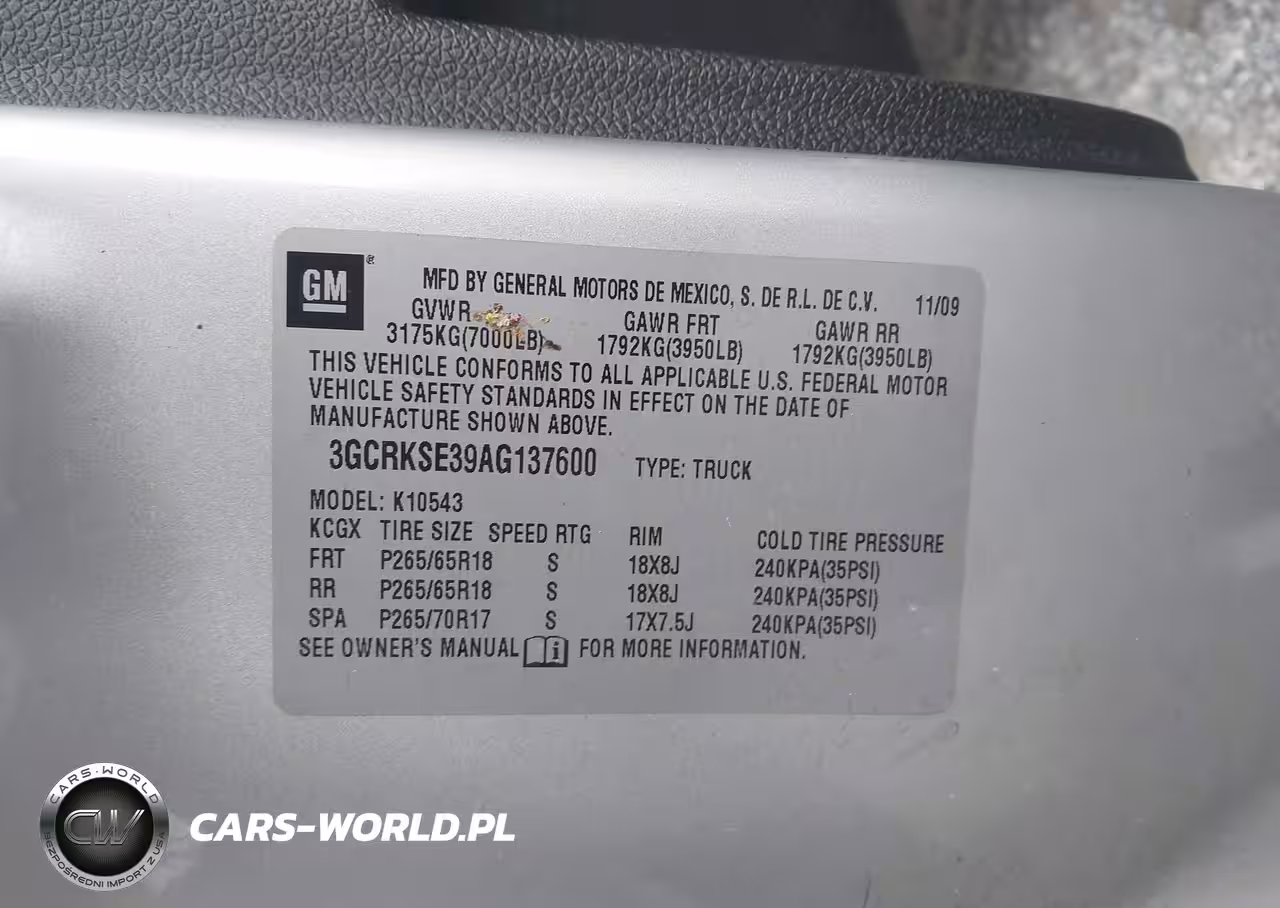 GM
MFD BY GENERAL MOTORS DE MEXICO, S. DE R.L. DE C.V. 11/09
GVWR GAWR FRT GAWR RR
3175KG(7000LB) 1792KG(3950LB) 1792KG(3950LB)
THIS VEHICLE CONFORMS TO ALL APPLICABLE U.S. FEDERAL MOTOR
VEHICLE SAFETY STANDARDS IN EFFECT ON THE DATE OF
MANUFACTURE SHOWN ABOVE.
3GCRKSE39AG137600 TYPE: TRUCK
MODEL: K10543
KCGX TIRE SIZE SPEED RTG RIM COLD TIRE PRESSURE
FRT P265/65R18 S 18X8J 240KPA(35PSI)
RR P265/65R18 S 18X8J 240KPA(35PSI)
SPA P265/70R17 S 17X7.5J 240KPA(35PSI)
SEE OWNER'S MANUAL FOR MORE INFORMATION.
CARS-WORLD
CW
BEZPOŚREDNI IMPORT Z USA
CARS-WORLD.PL